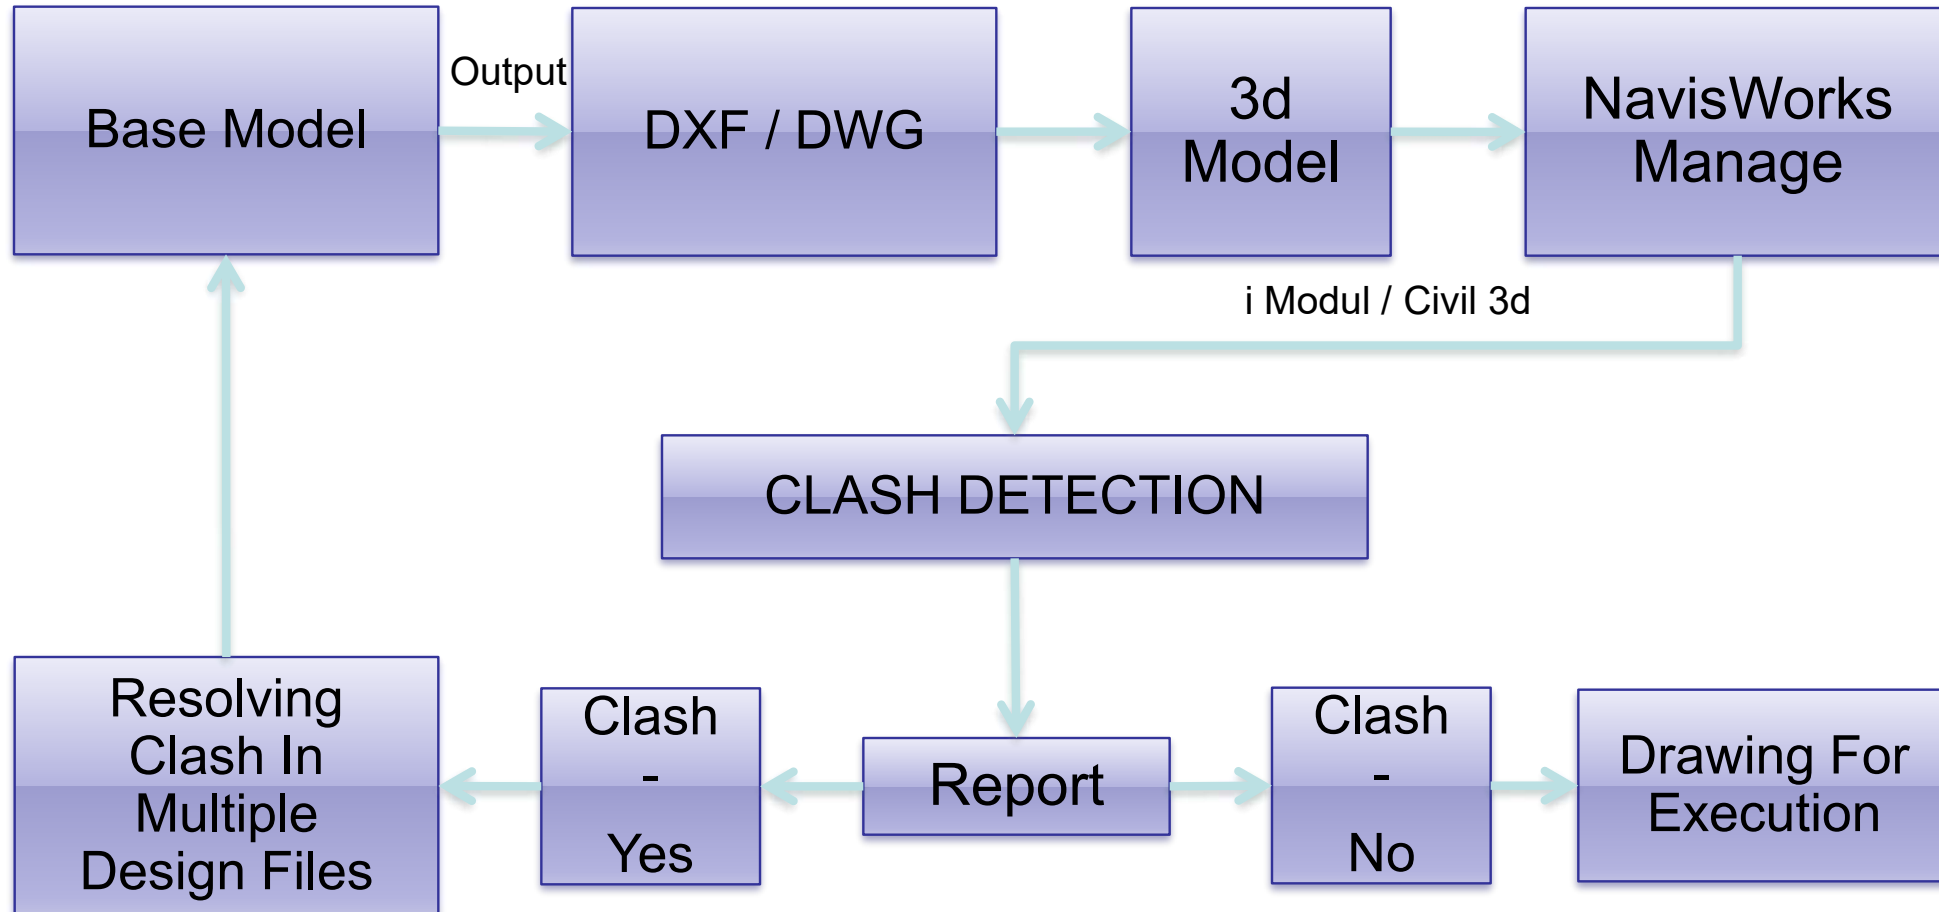 Base Model
Output
DXF / DWG
3d
Model
NavisWorks
Manage
i Modul / Civil 3d
CLASH DETECTION
Resolving
Clash In
Multiple
Design Files
Clash
-
Yes
Report
Clash
-
No
Drawing For
Execution